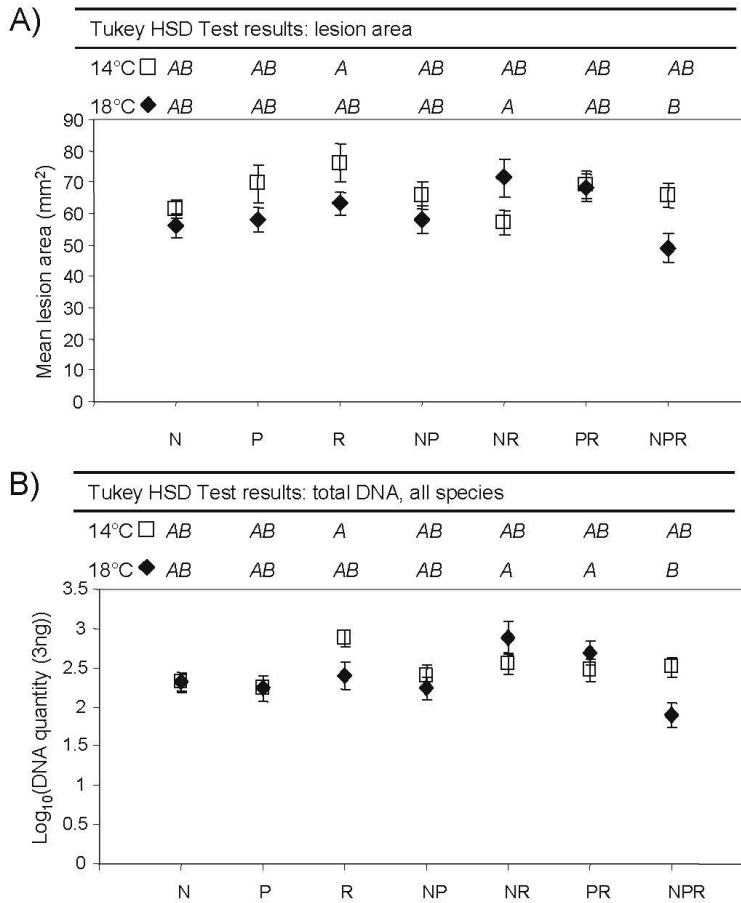 A)
Tukey HSD Test results: lesion area
14°C □ AB AB A AB AB AB AB
18°C ◆ AB AB AB AB A AB B
90
80
70
60
50
40
30
20
10
0
Mean lesion area (mm²)
N P R NP NR PR NPR
B)
Tukey HSD Test results: total DNA, all species
14°C □ AB AB A AB AB AB AB
18°C ◆ AB AB AB AB A A B
3.5
3
2.5
2
1.5
1
0.5
0
Log₁₀(DNA quantity (3ng))
N P R NP NR PR NPR